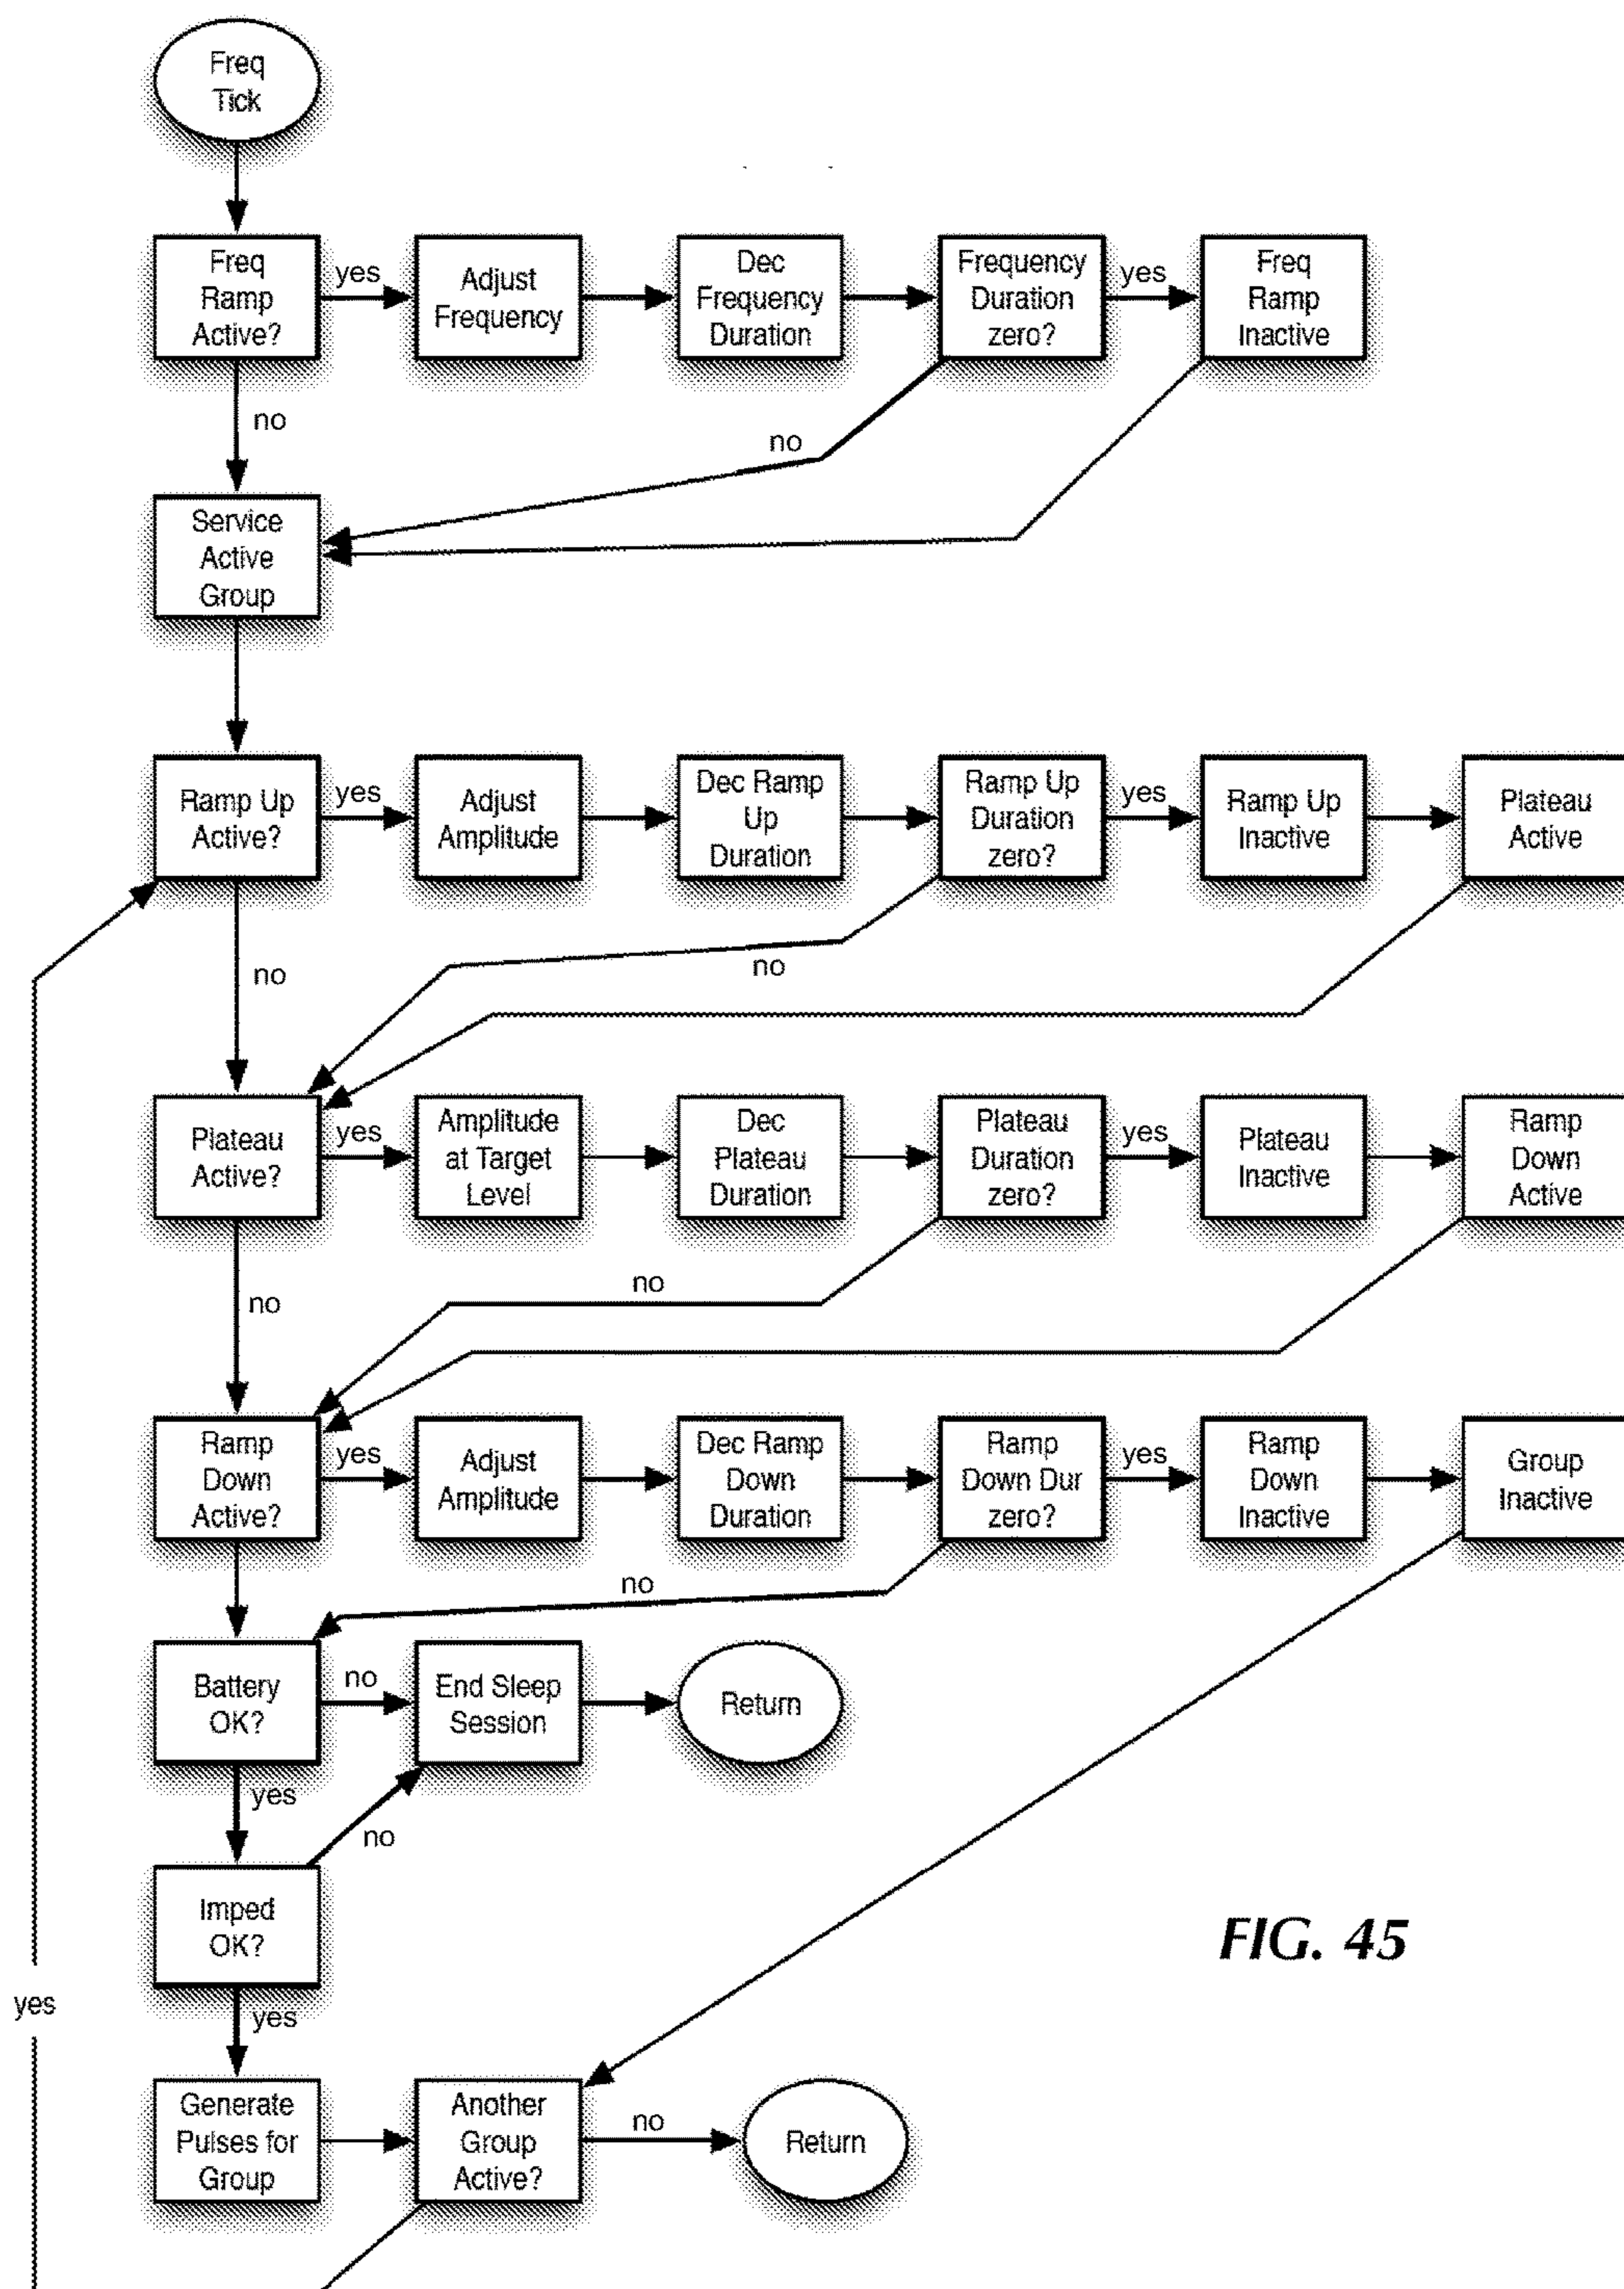 Freq
Tick
Freq
Ramp
Active?
yes
Adjust
Frequency
Dec
Frequency
Duration
Frequency
Duration
zero?
yes
Freq
Ramp
Inactive
no
no
Service
Active
Group
Ramp Up
Active?
yes
Adjust
Amplitude
Dec Ramp
Up
Duration
Ramp Up
Duration
zero?
yes
Ramp Up
Inactive
Plateau
Active
no
no
Plateau
Active?
yes
Amplitude
at Target
Level
Dec
Plateau
Duration
Plateau
Duration
zero?
yes
Plateau
Inactive
Ramp
Down
Active
no
no
Ramp
Down
Active?
yes
Adjust
Amplitude
Dec Ramp
Down
Duration
Ramp
Down Dur
zero?
yes
Ramp
Down
Inactive
Group
Inactive
no
Battery
OK?
no
End Sleep
Session
Return
yes
no
Imped
OK?
FIG. 45
yes
yes
Generate
Pulses for
Group
Another
Group
Active?
no
Return